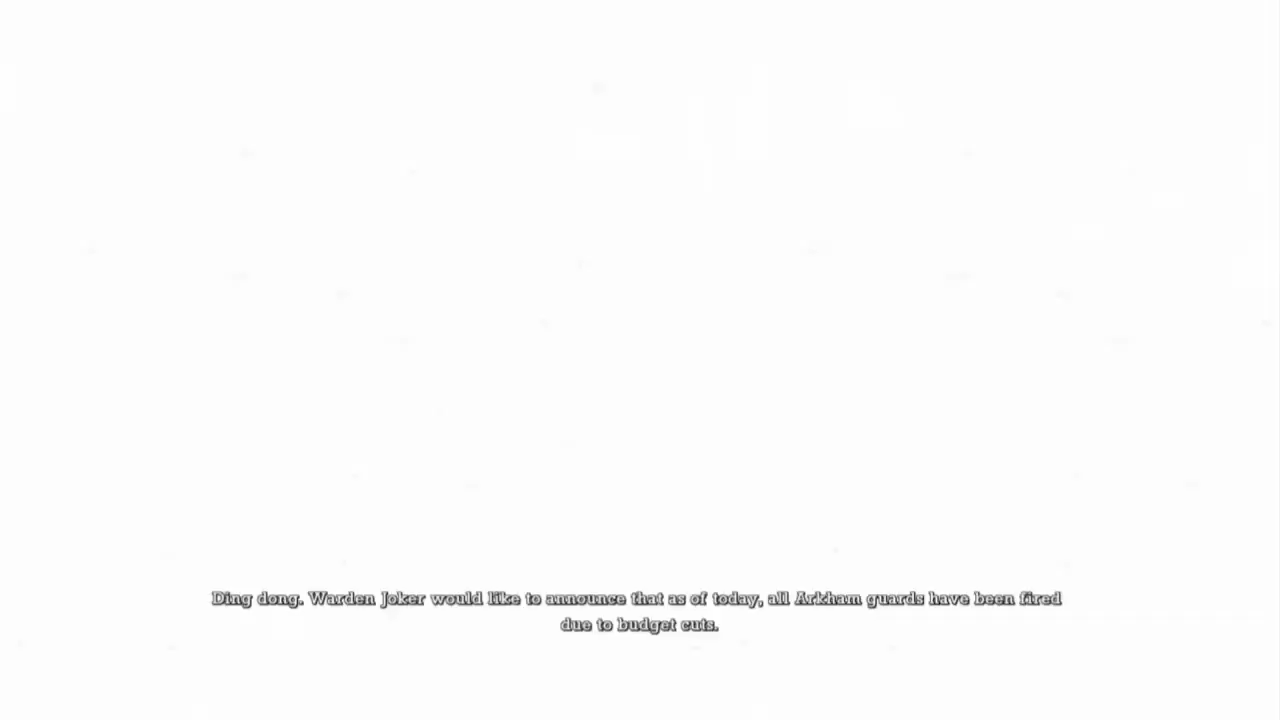 Ding dong. Warden Joker would like to announce that as of today, all Arkham guards have been fired
due to budget cuts.